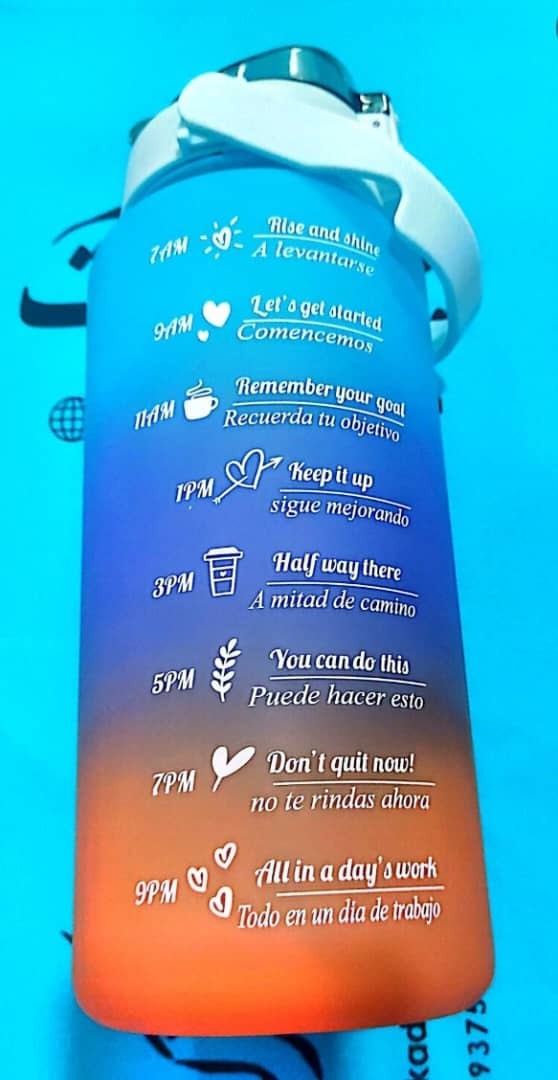 7AM Rise and shine
A levantarse
9AM Let's get started
Comencemos
11AM Remember your goal
Recuerda tu objetivo
1PM Keep it up
sigue mejorando
3PM Half way there
A mitad de camino
5PM You can do this
Puede hacer esto
7PM Don't quit now!
no te rindas ahora
9PM All in a day's work
Todo en un día de trabajo
9375